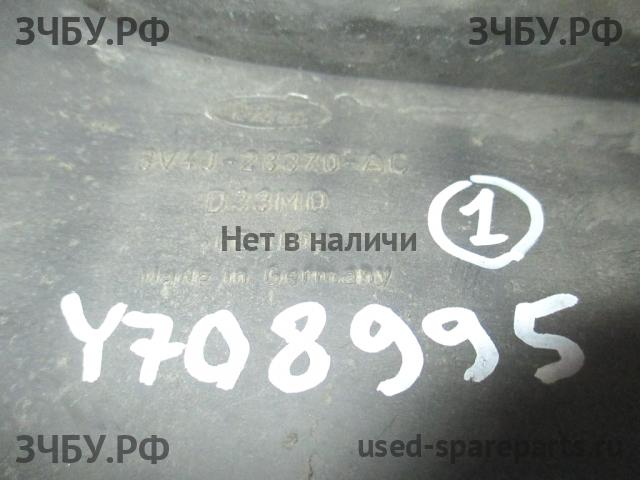 ЗЧБУ.РФ ЗЧБУ.РФ
3V4J-28370-AC
1
Нет в наличи
Made in Germany
Y708995
ЗЧБУ.РФ used-spareparts.ru